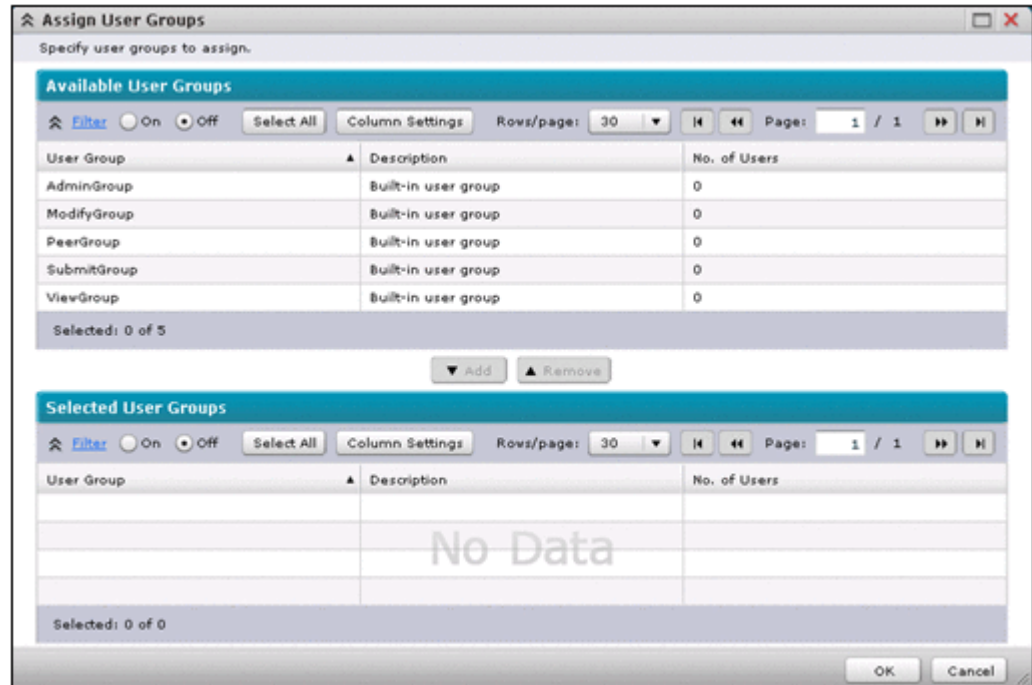 Assign User Groups
Specify user groups to assign.
Available User Groups
Filter On Off Select All Column Settings Rows/page: 30 Page: 1 / 1
User Group Description No. of Users
AdminGroup Built-in user group 0
ModifyGroup Built-in user group 0
PeerGroup Built-in user group 0
SubmitGroup Built-in user group 0
ViewGroup Built-in user group 0
Selected: 0 of 5
Add Remove
Selected User Groups
Filter On Off Select All Column Settings Rows/page: 30 Page: 1 / 1
User Group Description No. of Users
No Data
Selected: 0 of 0
OK Cancel